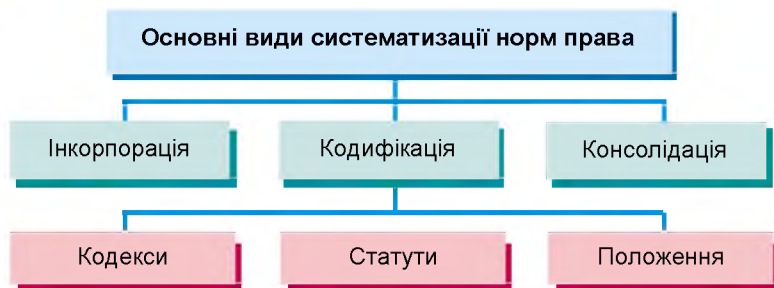 Основні види систематизації норм права
Інкорпорація
Кодифікація
Консолідація
Кодекси
Статути
Положення